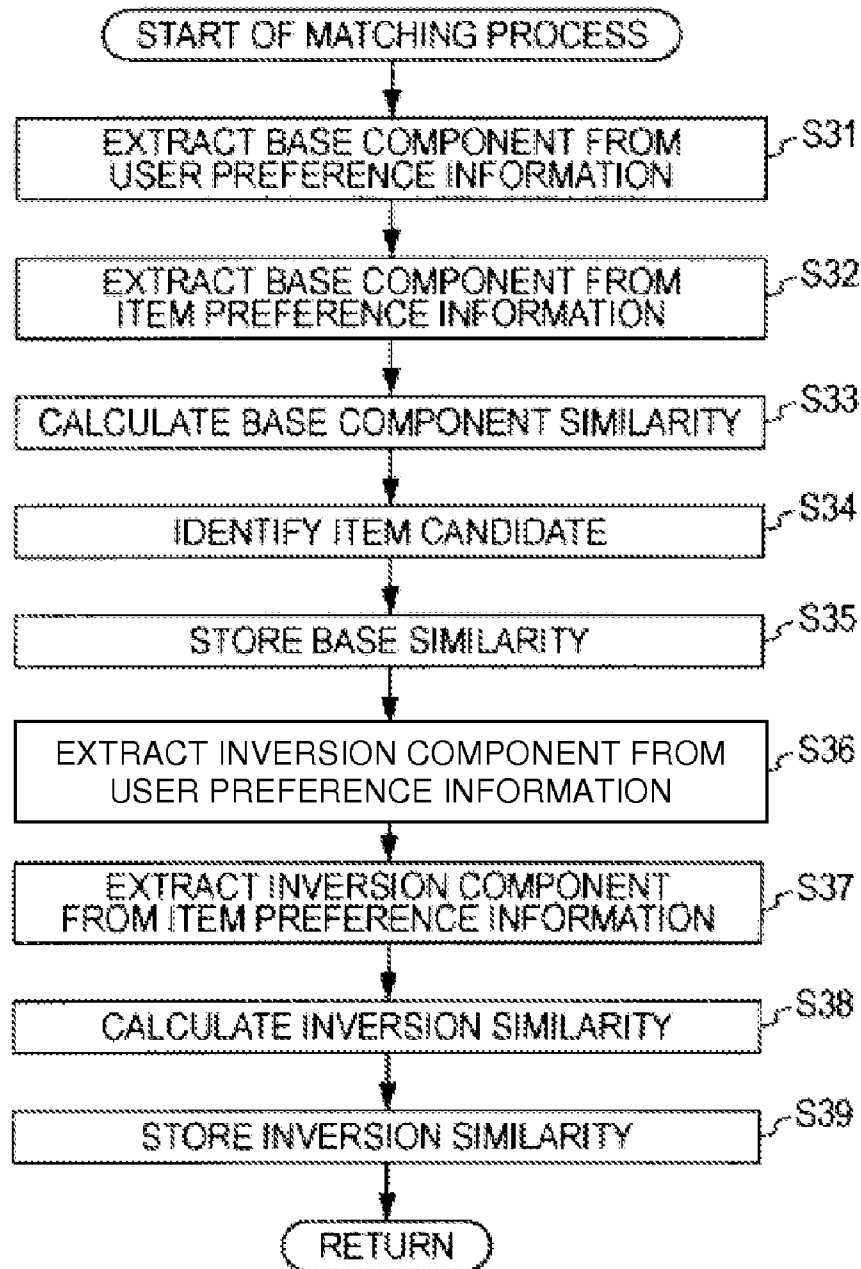 START OF MATCHING PROCESS
EXTRACT BASE COMPONENT FROM
USER PREFERENCE INFORMATION
S31
EXTRACT BASE COMPONENT FROM
ITEM PREFERENCE INFORMATION
S32
CALCULATE BASE COMPONENT SIMILARITY
S33
IDENTIFY ITEM CANDIDATE
S34
STORE BASE SIMILARITY
S35
EXTRACT INVERSION COMPONENT FROM
USER PREFERENCE INFORMATION
S36
EXTRACT INVERSION COMPONENT
FROM ITEM PREFERENCE INFORMATION
S37
CALCULATE INVERSION SIMILARITY
S38
STORE INVERSION SIMILARITY
S39
RETURN